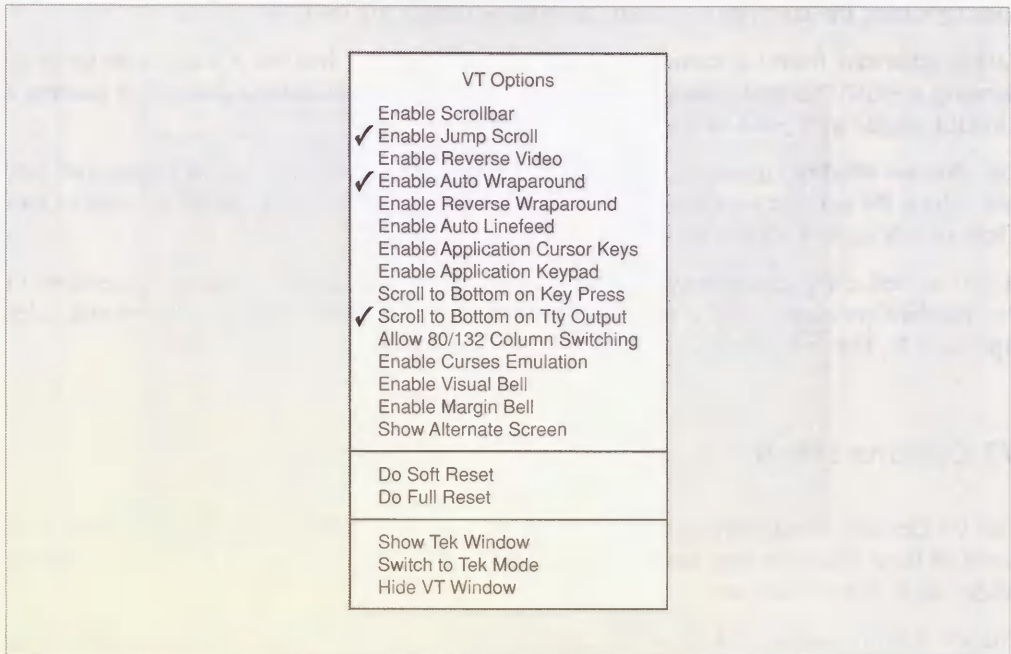 VT Options
Enable Scrollbar
✓ Enable Jump Scroll
Enable Reverse Video
✓ Enable Auto Wraparound
Enable Reverse Wraparound
Enable Auto Linefeed
Enable Application Cursor Keys
Enable Application Keypad
Scroll to Bottom on Key Press
✓ Scroll to Bottom on Tty Output
Allow 80/132 Column Switching
Enable Curses Emulation
Enable Visual Bell
Enable Margin Bell
Show Alternate Screen
Do Soft Reset
Do Full Reset
Show Tek Window
Switch to Tek Mode
Hide VT Window